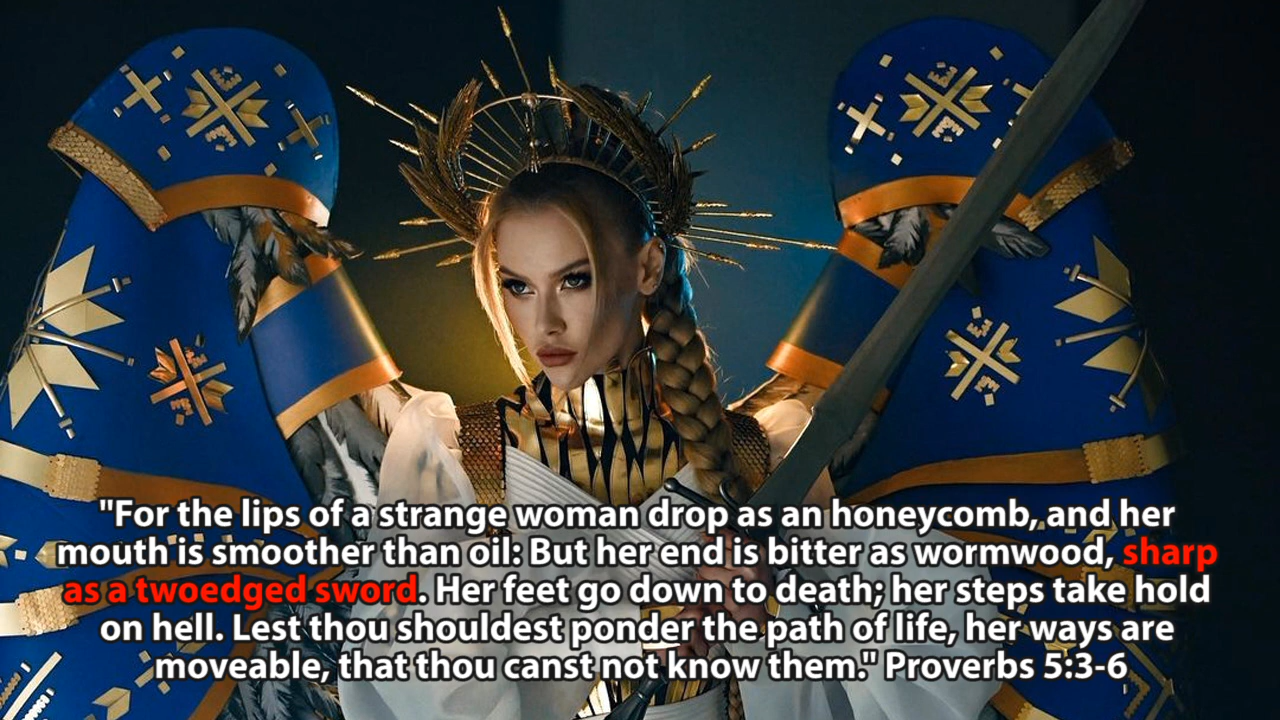 "For the lips of a strange woman drop as an honeycomb, and her
mouth is smoother than oil: But her end is bitter as wormwood, sharp
as a twoedged sword. Her feet go down to death; her steps take hold
on hell. Lest thou shouldest ponder the path of life, her ways are
moveable, that thou canst not know them." Proverbs 5:3-6